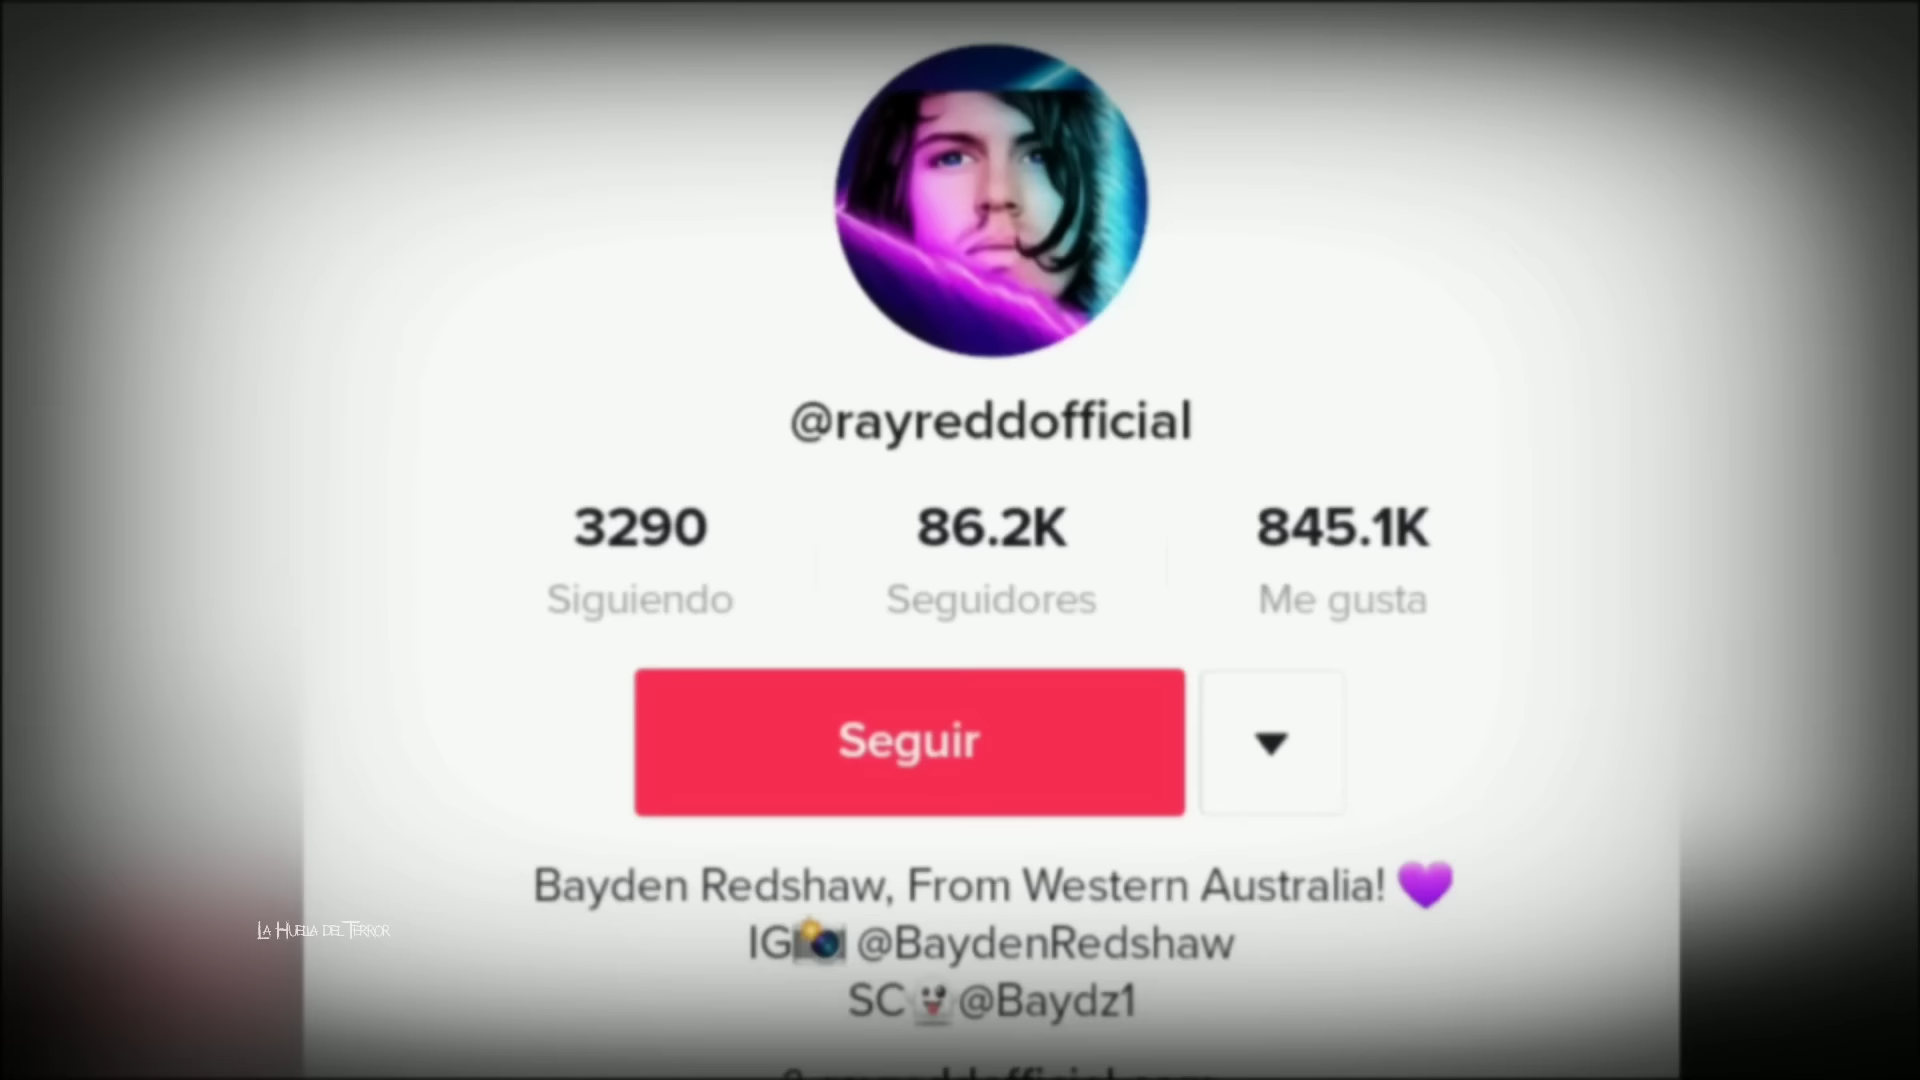 @rayreddofficial
3290 86.2K 845.1K
Siguiendo Seguidores Me gusta
Seguir
Bayden Redshaw, From Western Australia! 💜
IG📸 @BaydenRedshaw
SC👻@Baydz1
La Huella del Terror